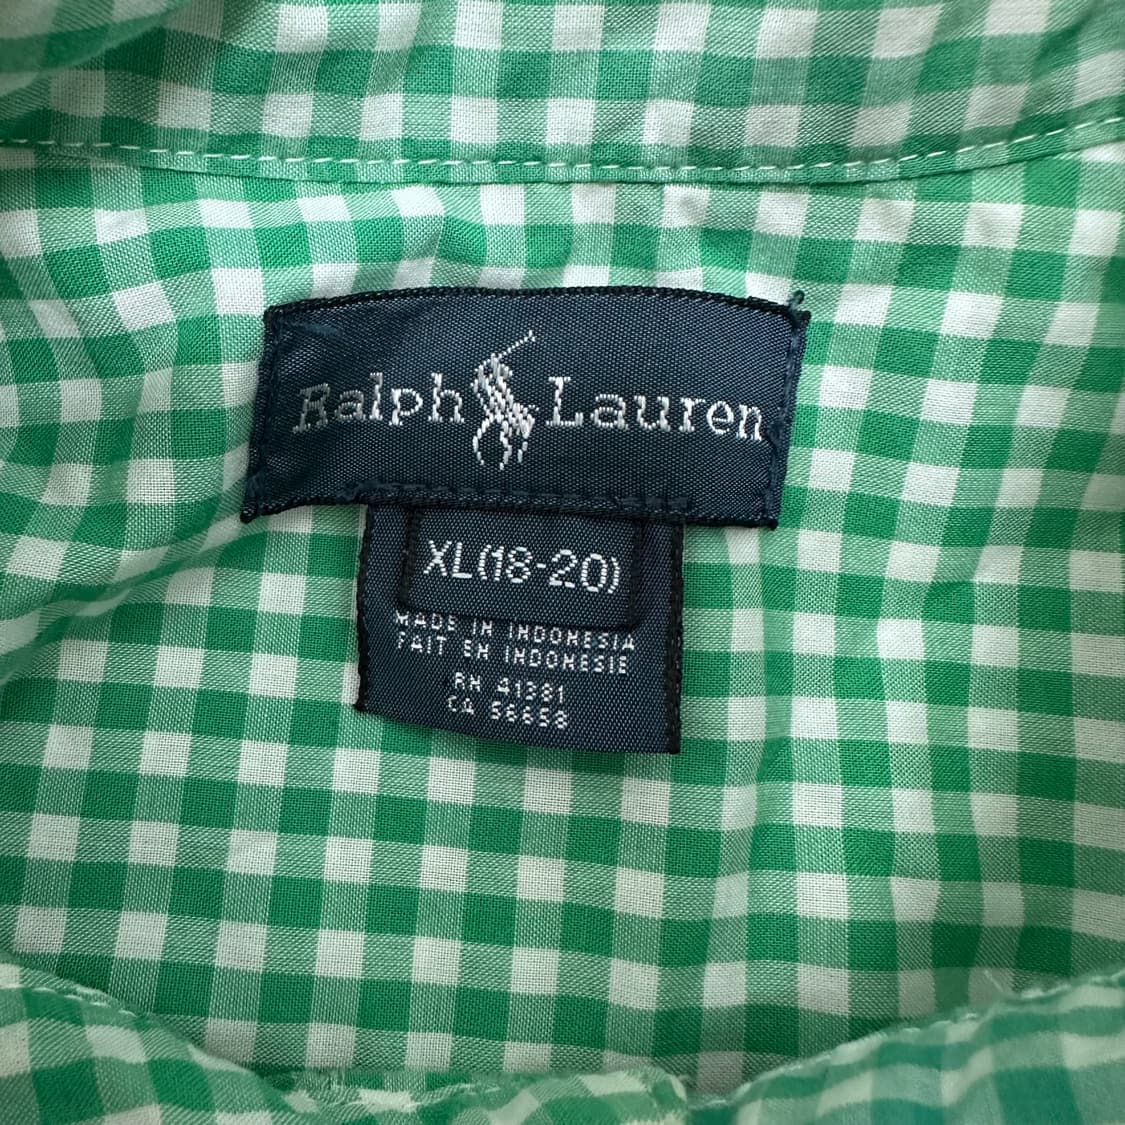 Ralph Lauren
XL(18-20)
MADE IN INDONESIA
FAIT EN INDONESIE
RN 41381
CA 56658